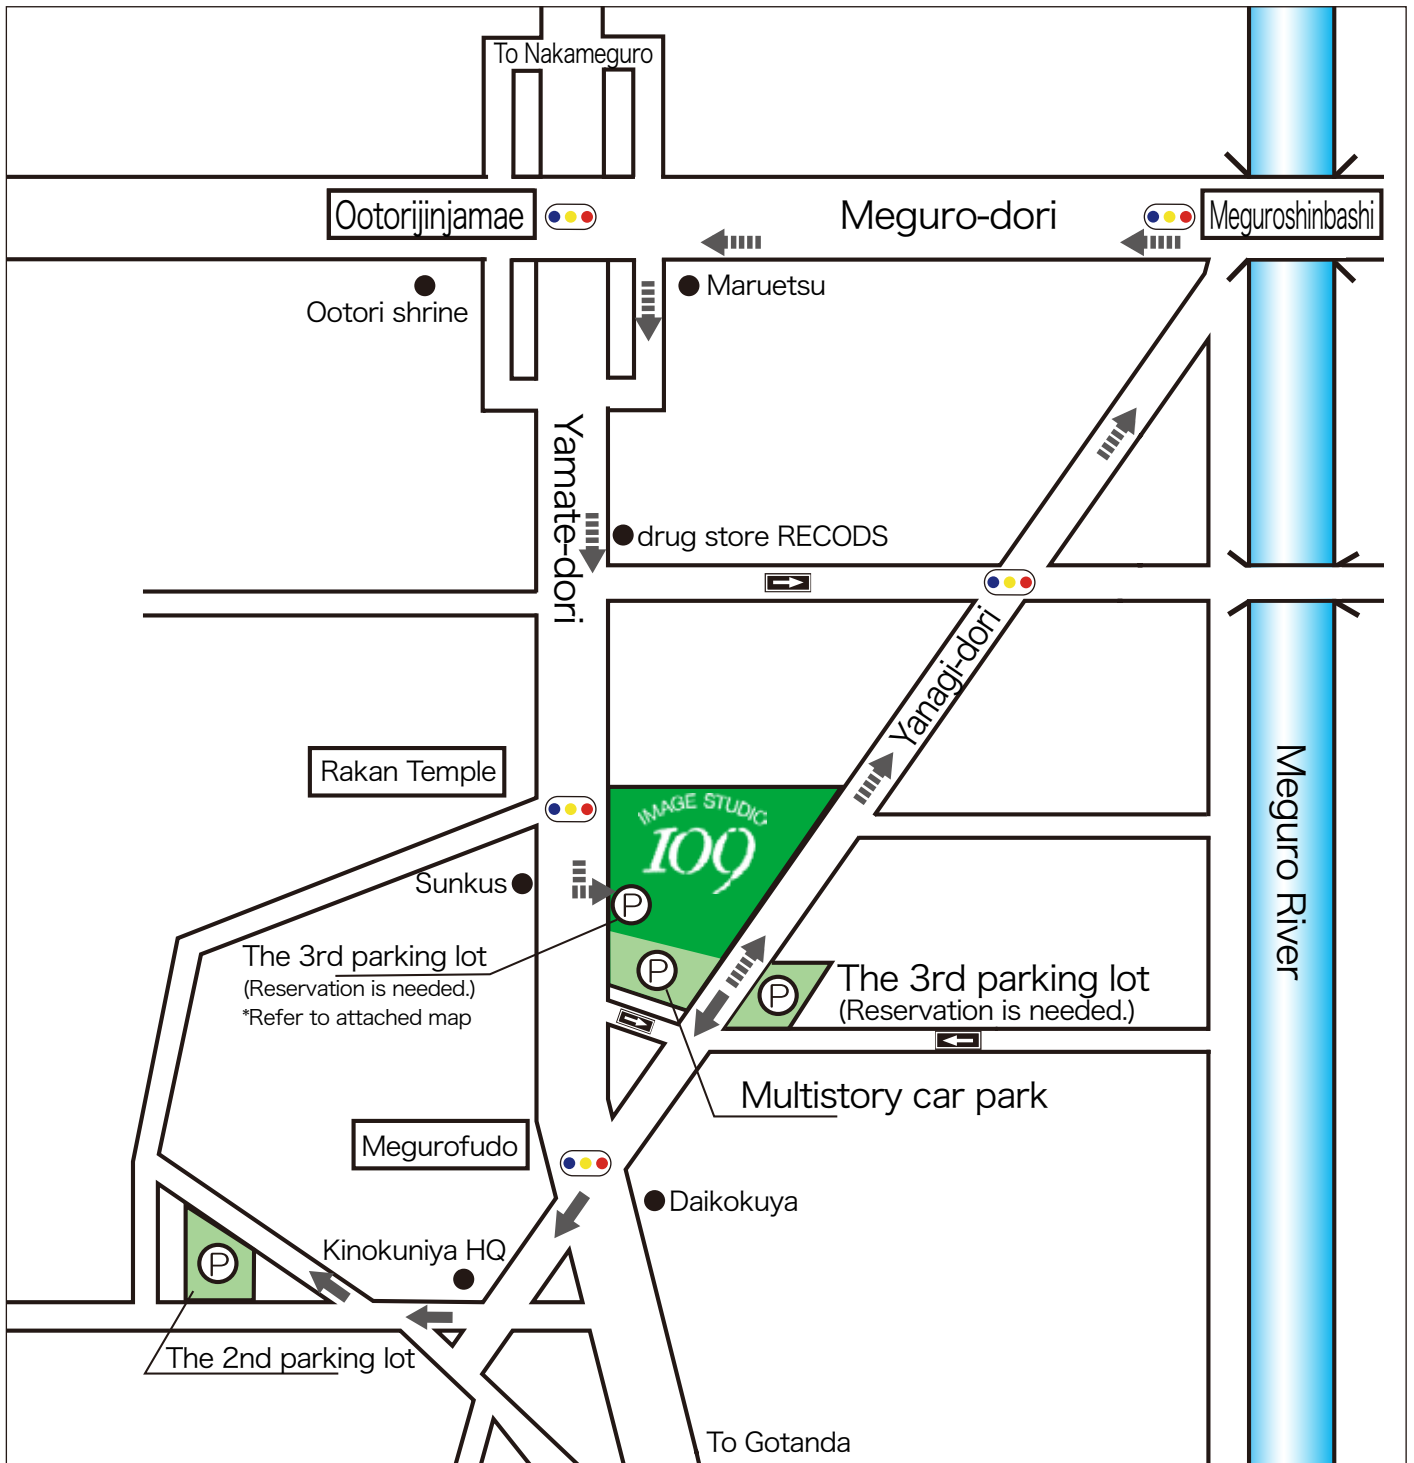 To Nakameguro
Ootorijinjamae
Meguro-dori
Meguroshinbashi
Ootori shrine
Maruetsu
Yamate-dori
drug store RECODS
Yanagi-dori
Rakan Temple
IMAGE STUDIO
109
Meguro River
Sunkus
P
The 3rd parking lot
(Reservation is needed.)
*Refer to attached map
P
P
The 3rd parking lot
(Reservation is needed.)
Multistory car park
Megurofudo
Daikokuya
Kinokuniya HQ
P
The 2nd parking lot
To Gotanda